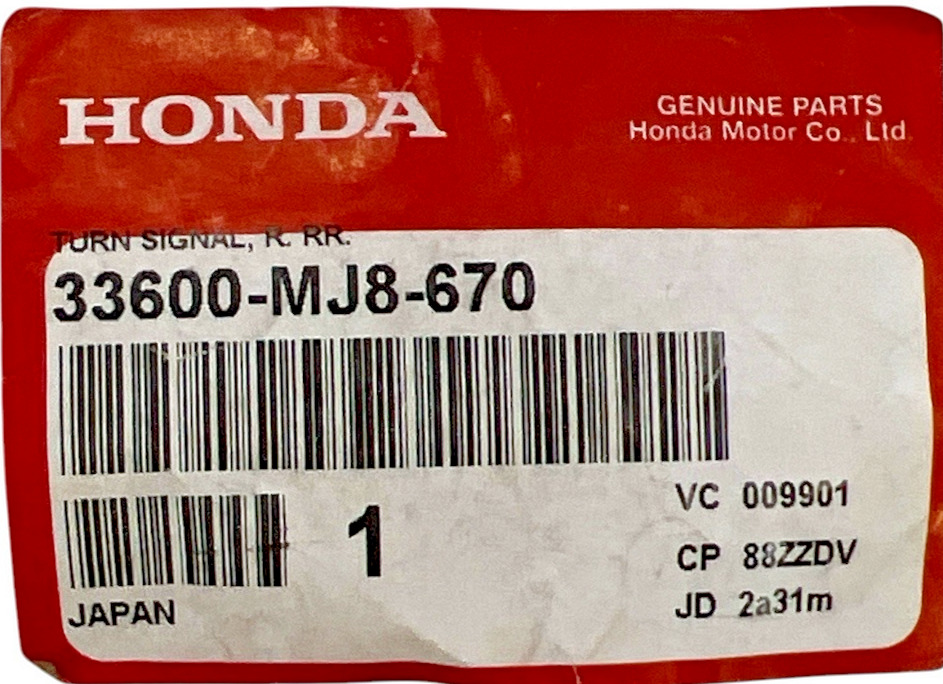 HONDA
GENUINE PARTS
Honda Motor Co., Ltd.
TURN SIGNAL, R. RR.
33600-MJ8-670
1
VC 009901
CP 88ZZDV
JD 2a31m
JAPAN